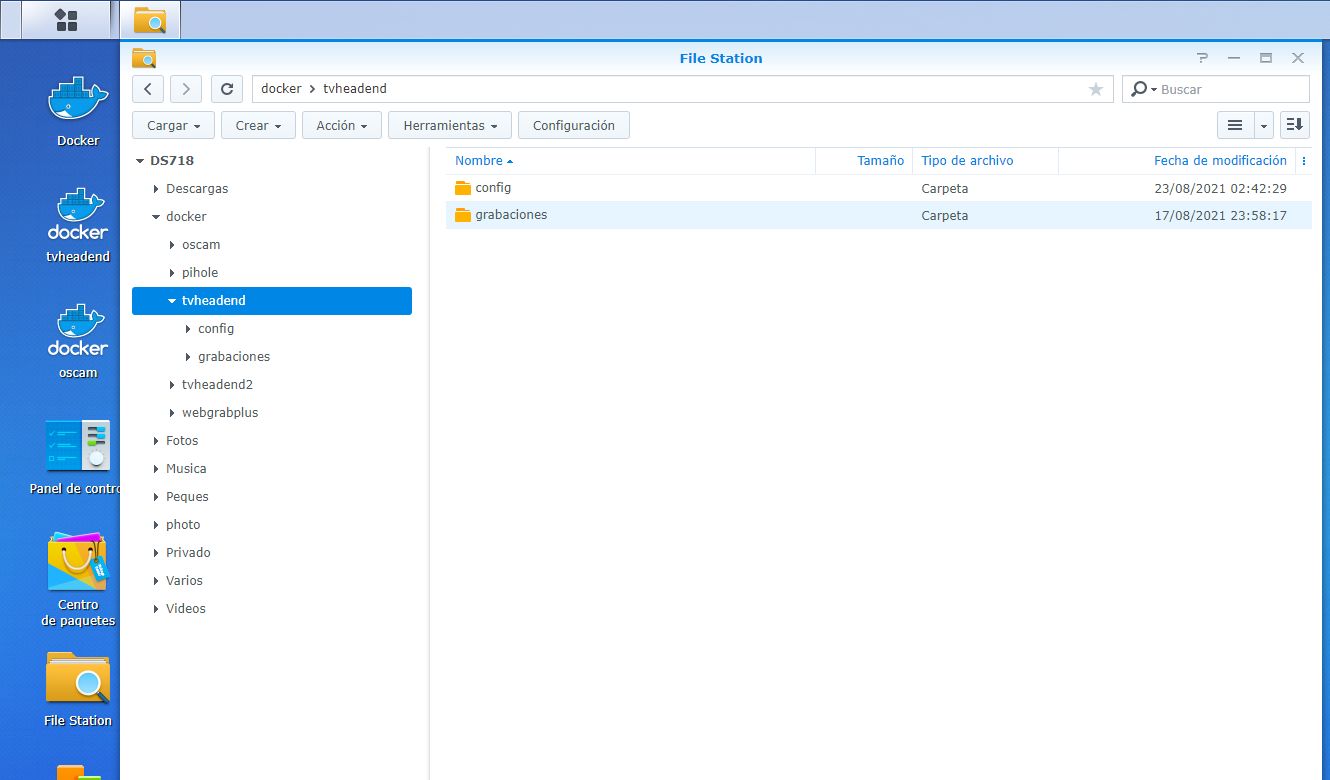 File Station
docker tvheadend
Buscar
Cargar Crear Acción Herramientas Configuración
Docker
docker
tvheadend
docker
oscam
Panel de contro
Centro
de paquetes
File Station
DS718
Descargas
docker
oscam
pihole
tvheadend
config
grabaciones
tvheadend2
webgrabplus
Fotos
Musica
Peques
photo
Privado
Varios
Videos
Nombre Tamaño Tipo de archivo Fecha de modificación
config Carpeta 23/08/2021 02:42:29
grabaciones Carpeta 17/08/2021 23:58:17